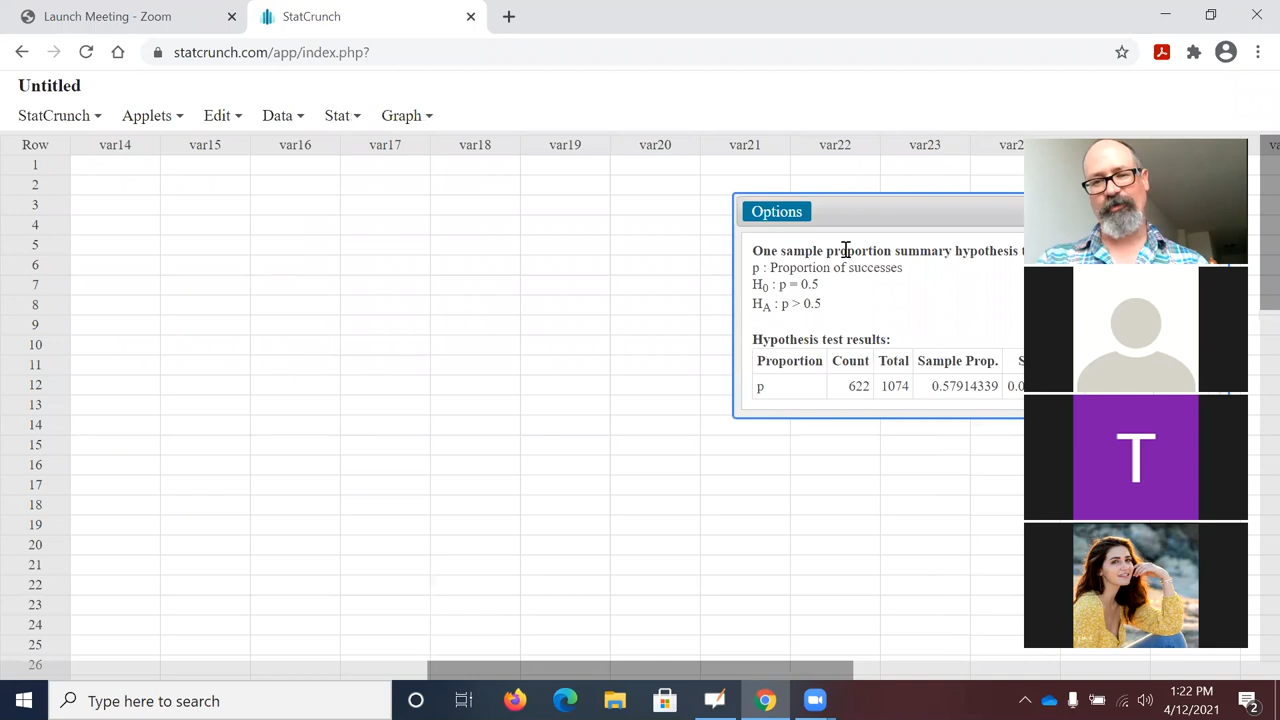 Launch Meeting - Zoom
StatCrunch
statcrunch.com/app/index.php?
Untitled
StatCrunch Applets Edit Data Stat Graph
Row var14 var15 var16 var17 var18 var19 var20 var21 var22 var23
1
2
3
4
5
6
7
8
9
10
11
12
13
14
15
16
17
18
19
20
21
22
23
24
25
26
Options
One sample proportion summary hypothesis
p : Proportion of successes
H0 : p = 0.5
HA : p > 0.5
Hypothesis test results:
Proportion Count Total Sample Prop.
p 622 1074 0.57914339
T
Type here to search
1:22 PM
4/12/2021
2